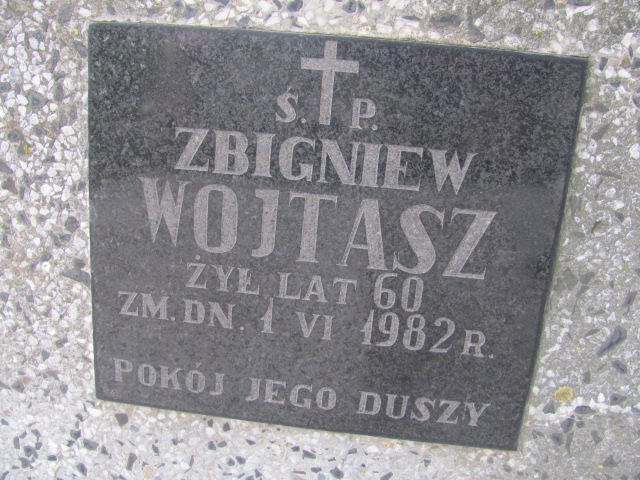 Ś. P.
ZBIGNIEW
WOJTASZ
ŻYŁ LAT 60
ZM. DN. 1 VI 1982 R.
POKÓJ JEGO DUSZY